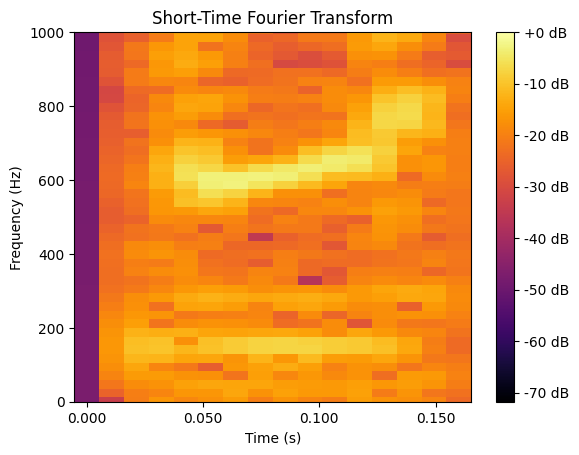 Short-Time Fourier Transform
1000
800
600
400
200
0
Frequency (Hz)
0.000
0.050
0.100
0.150
Time (s)
+0 dB
-10 dB
-20 dB
-30 dB
-40 dB
-50 dB
-60 dB
-70 dB